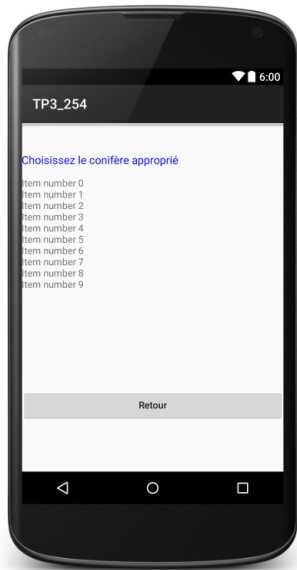 6:00
TP3_254
Choisissez le conifère approprié
Item number 0
Item number 1
Item number 2
Item number 3
Item number 4
Item number 5
Item number 6
Item number 7
Item number 8
Item number 9
Retour